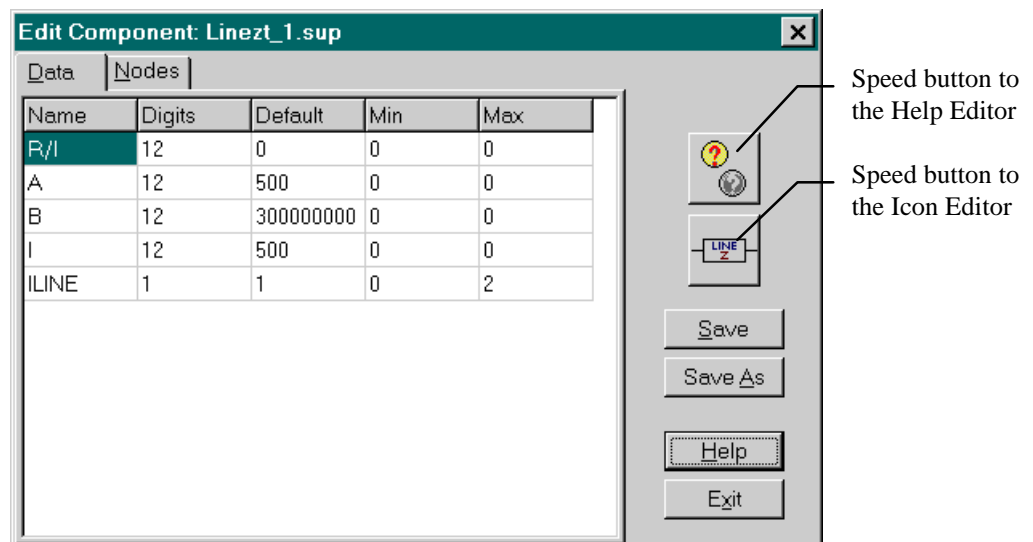 Edit Component: Linezt_1.sup
Data Nodes
Name Digits Default Min Max
R/l 12 0 0 0
A 12 500 0 0
B 12 300000000 0 0
l 12 500 0 0
ILINE 1 1 0 2
LINE
Z
Save
Save As
Help
Exit
Speed button to
the Help Editor
Speed button to
the Icon Editor